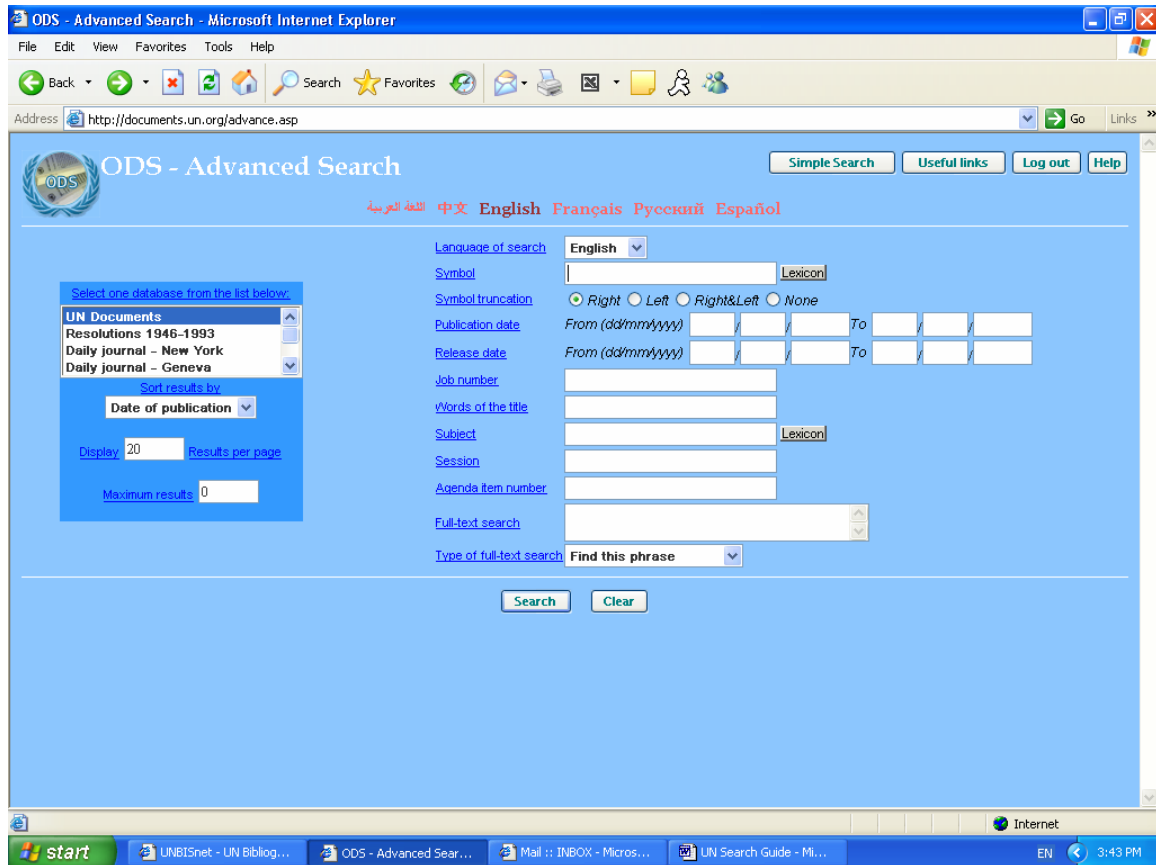 ODS - Advanced Search - Microsoft Internet Explorer
File Edit View Favorites Tools Help
Back Search Favorites
Address http://documents.un.org/advance.asp Go Links »
ODS
ODS - Advanced Search
Simple Search Useful links Log out Help
اللغة العربية 中文 English Français Русский Español
Language of search English
Symbol Lexicon
Select one database from the list below:
UN Documents
Resolutions 1946-1993
Daily journal - New York
Daily journal - Geneva
Sort results by
Date of publication
Display 20 Results per page
Maximum results 0
Symbol truncation Right Left Right&Left None
Publication date From (dd/mm/yyyy) / / To / /
Release date From (dd/mm/yyyy) / / To / /
Job number
Words of the title
Subject Lexicon
Session
Agenda item number
Full-text search
Type of full-text search Find this phrase
Search Clear
Internet
start UNBISnet - UN Bibliog... ODS - Advanced Sear... Mail :: INBOX - Micros... UN Search Guide - Mi... EN 3:43 PM